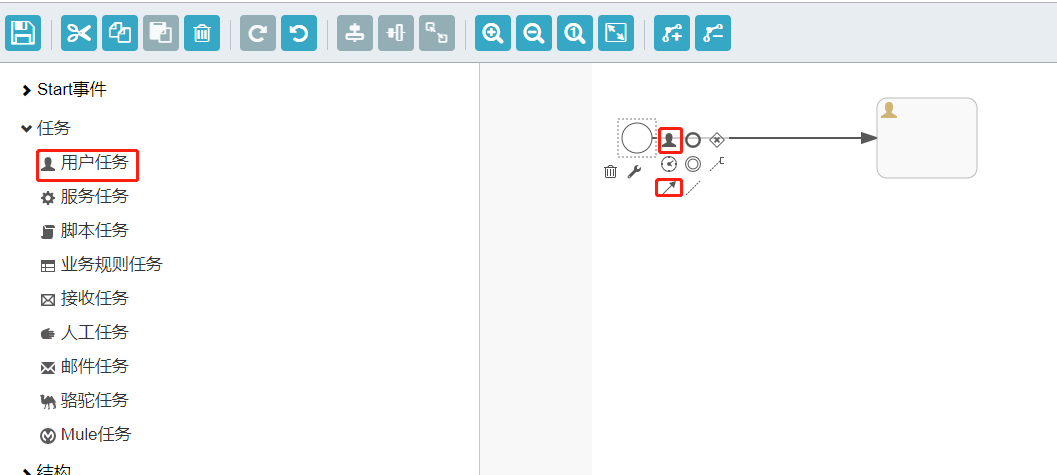 Start事件
任务
用户任务
服务任务
脚本任务
业务规则任务
接收任务
人工任务
邮件任务
骆驼任务
Mule任务
结构